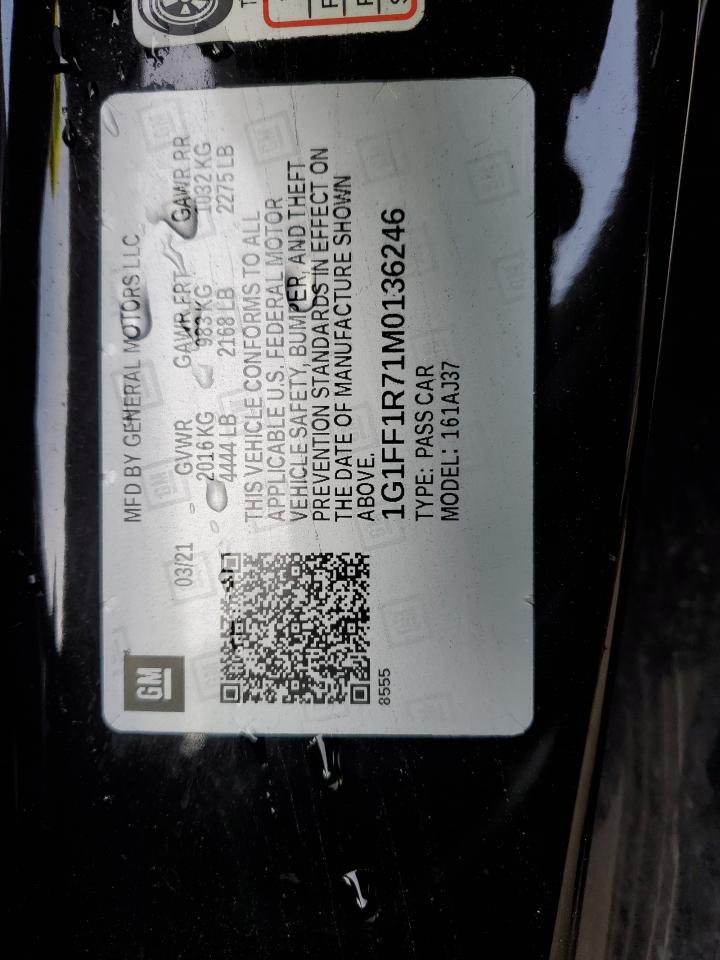 GM
MFD BY GENERAL MOTORS LLC
03/21
GVWR GAWR FRT GAWR RR
2016 KG 983 KG 1032 KG
4444 LB 2168 LB 2275 LB
THIS VEHICLE CONFORMS TO ALL
APPLICABLE U.S. FEDERAL MOTOR
VEHICLE SAFETY, BUMPER, AND THEFT
PREVENTION STANDARDS IN EFFECT ON
THE DATE OF MANUFACTURE SHOWN
ABOVE.
1G1FF1R71M0136246
TYPE: PASS CAR
MODEL: 161AJ37
8555